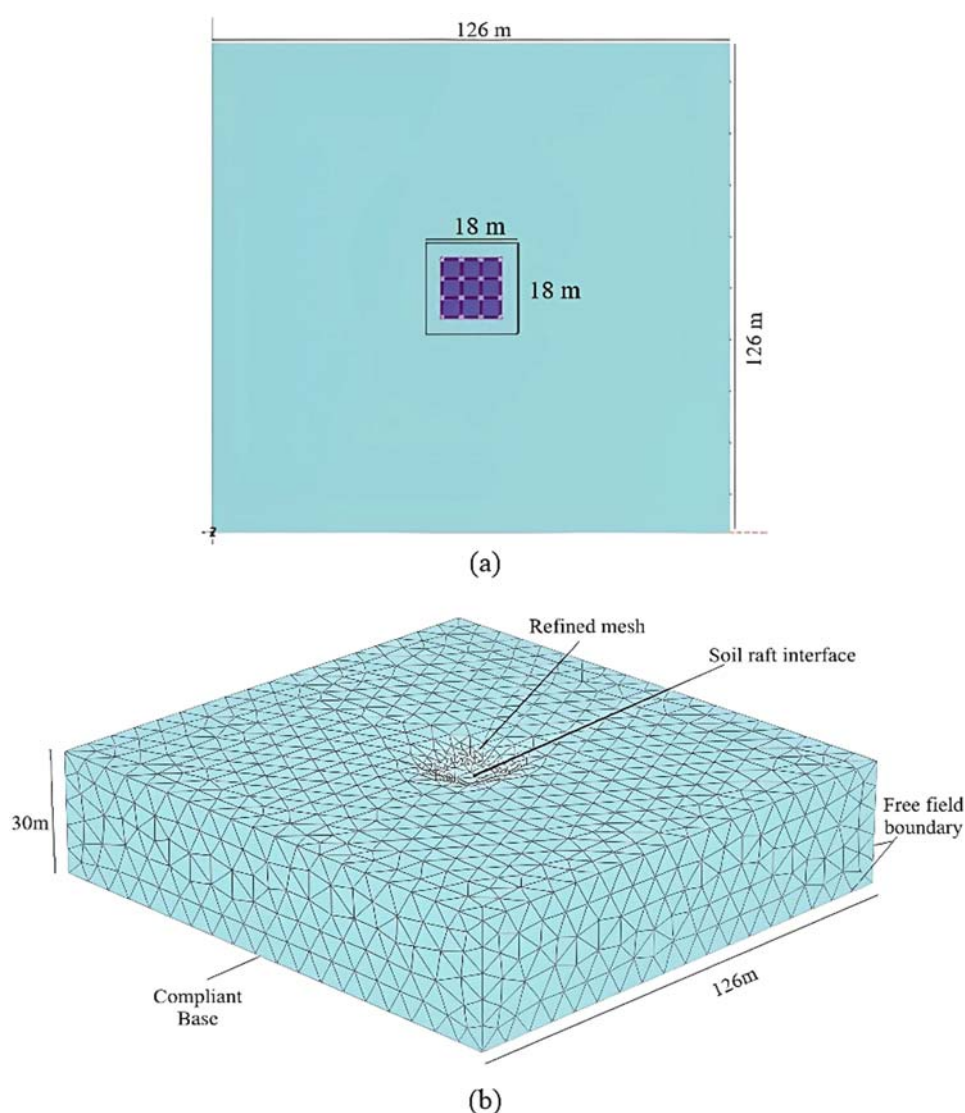 126 m
18 m
18 m
126 m
(a)
Refined mesh
Soil raft interface
30m
Free field
boundary
Compliant
Base
126m
(b)